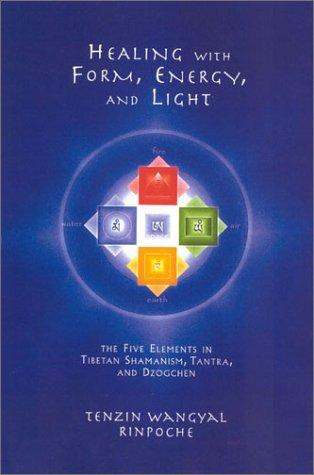 HEALING WITH
FORM, ENERGY,
AND LIGHT
fire
water
ཨ
space
air
earth
THE FIVE ELEMENTS IN
TIBETAN SHAMANISM, TANTRA,
AND DZOGCHEN
TENZIN WANGYAL
RINPOCHE